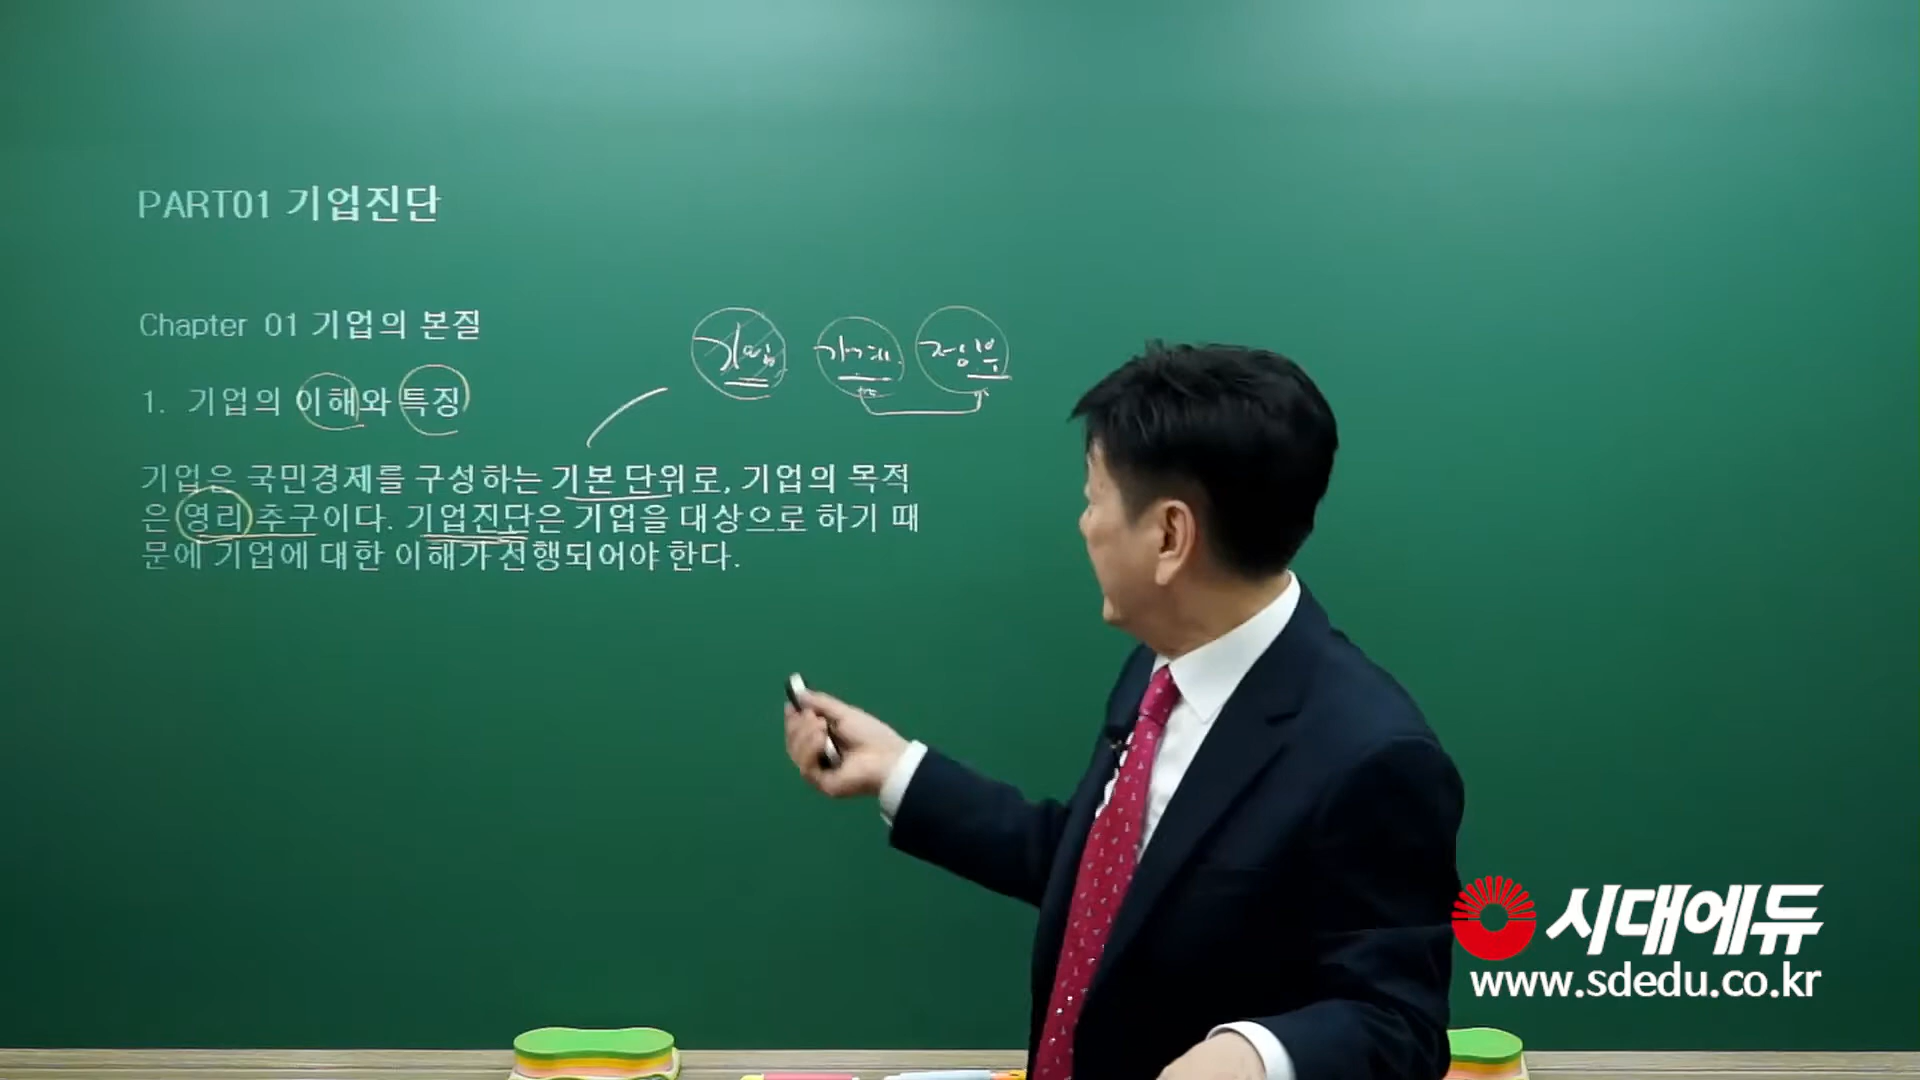 PART01 기업진단
Chapter 01 기업의 본질
1. 기업의 이해와 특징
기업 가계 정부
기업은 국민경제를 구성하는 기본 단위로, 기업의 목적
은 영리 추구이다. 기업진단은 기업을 대상으로 하기 때
문에 기업에 대한 이해가 선행되어야 한다.
시대에듀
www.sdedu.co.kr